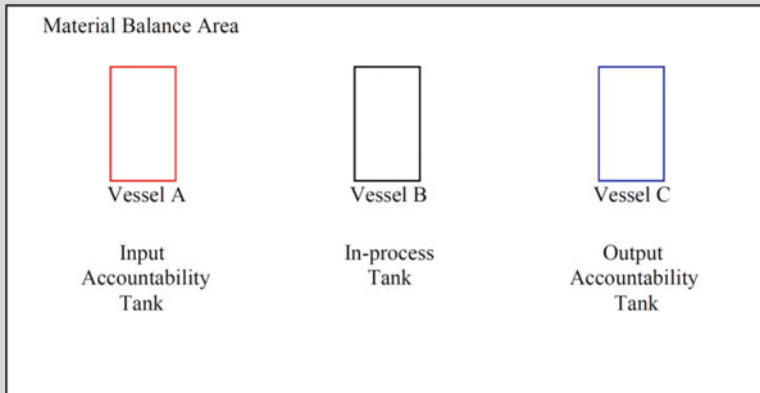 Material Balance Area
Vessel A
Vessel B
Vessel C
Input
Accountability
Tank
In-process
Tank
Output
Accountability
Tank